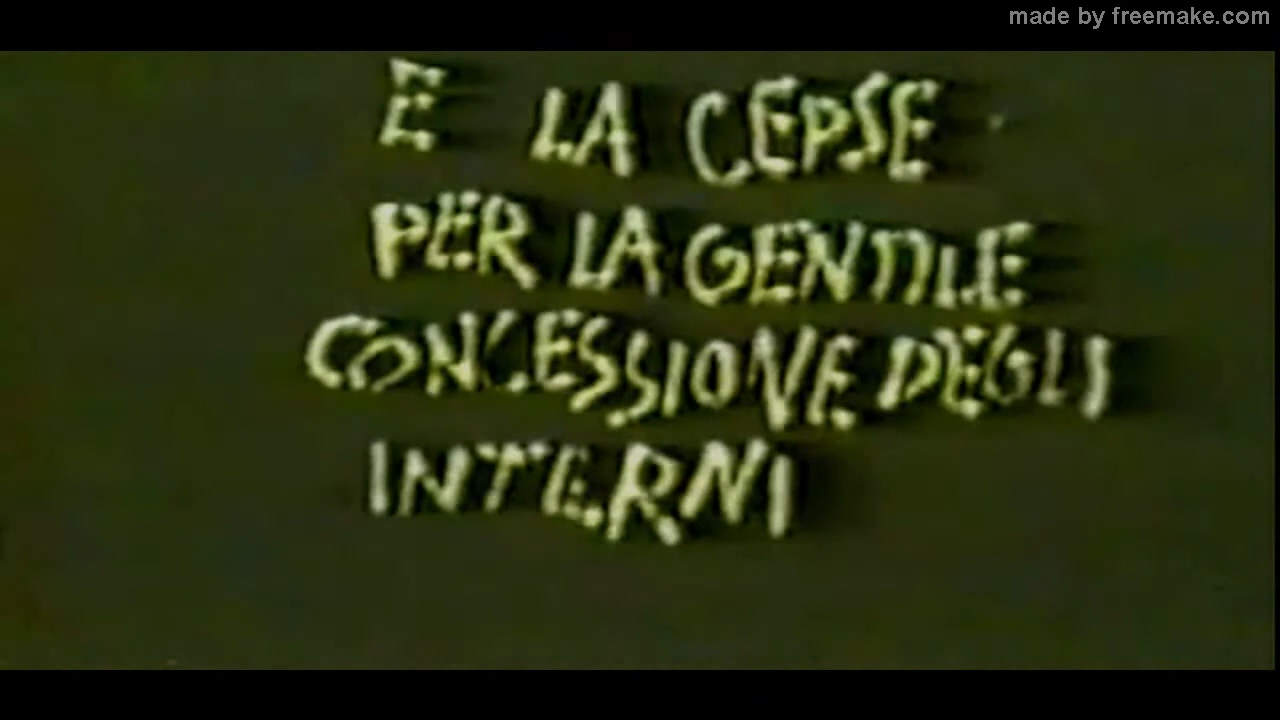 made by freemake.com
E LA CEPSE
PER LA GENTILE
CONCESSIONE DEGLI
INTERNI